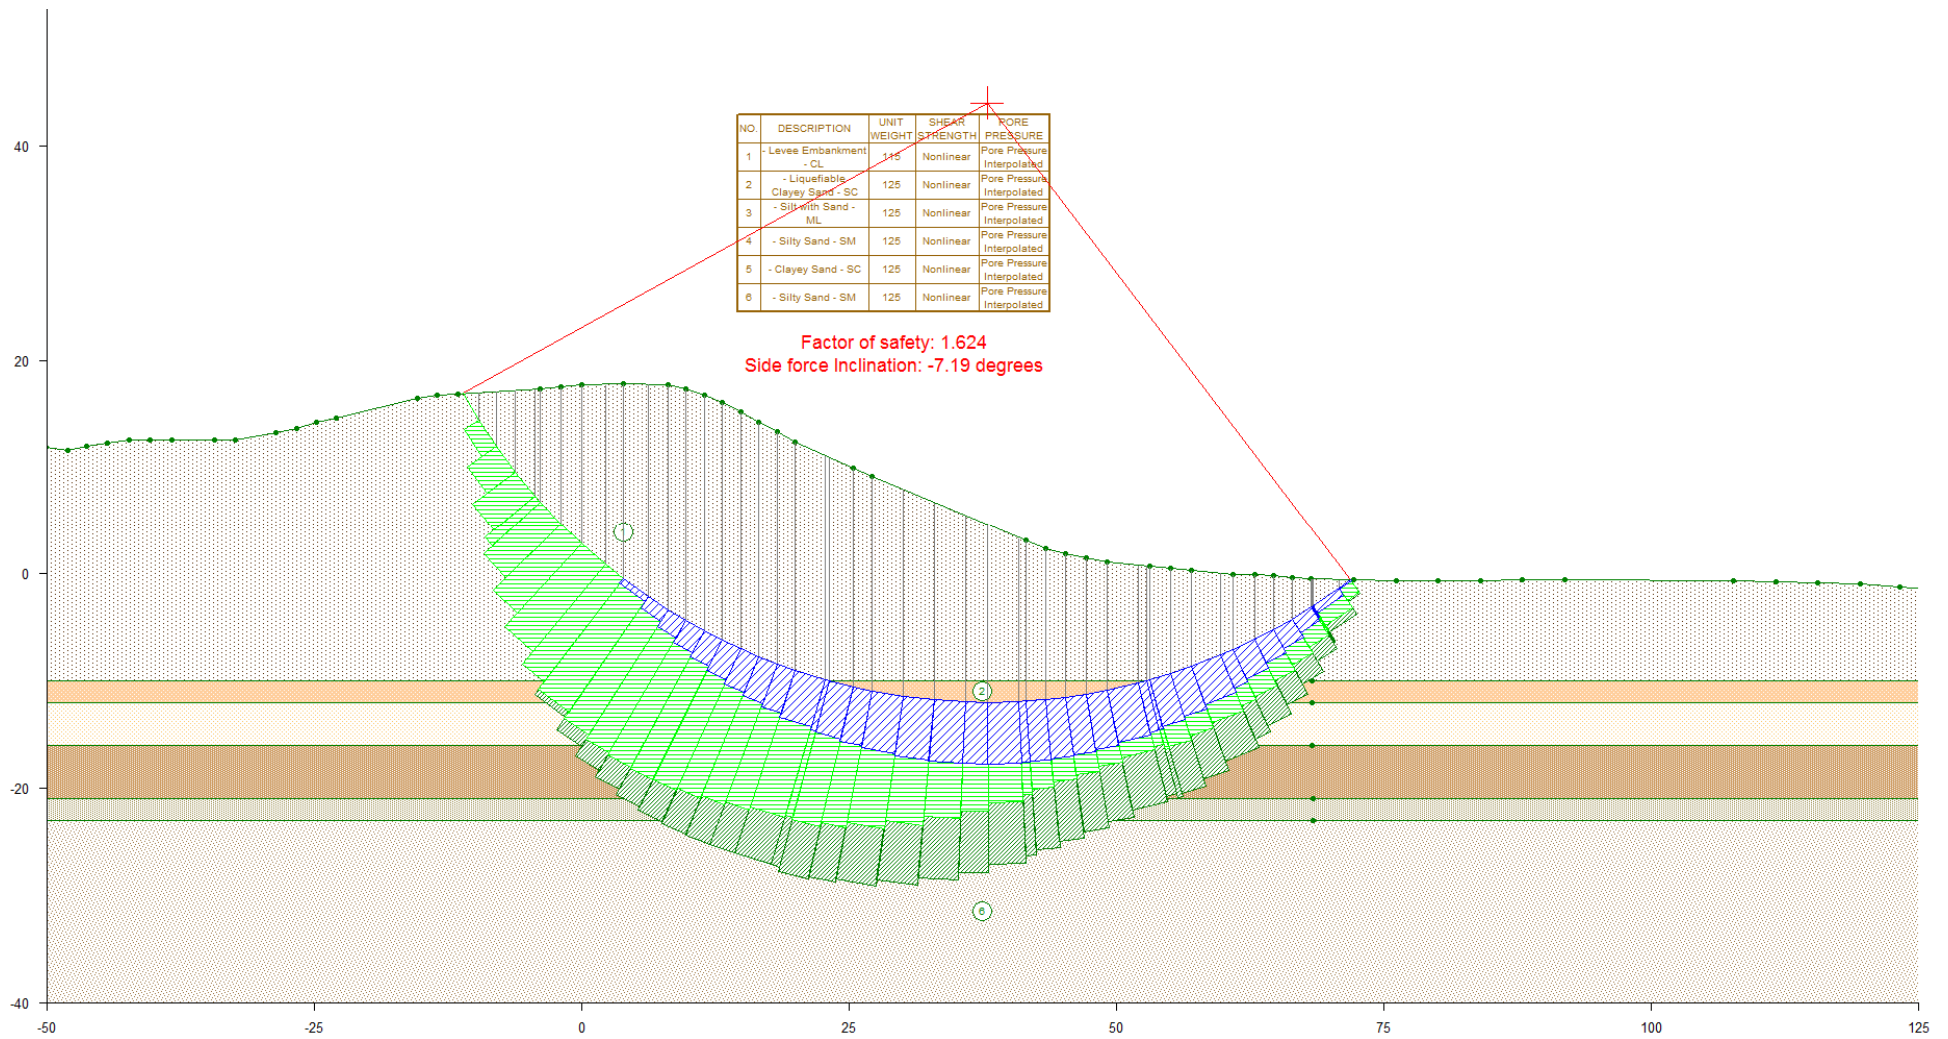 40
20
0
-20
-40
NO. DESCRIPTION UNIT WEIGHT SHEAR STRENGTH PORE PRESSURE
1 - Levee Embankment - CL 115 Nonlinear Pore Pressure Interpolated
2 - Liquefiable Clayey Sand - SC 125 Nonlinear Pore Pressure Interpolated
3 - Silt with Sand - ML 125 Nonlinear Pore Pressure Interpolated
4 - Silty Sand - SM 125 Nonlinear Pore Pressure Interpolated
5 - Clayey Sand - SC 125 Nonlinear Pore Pressure Interpolated
6 - Silty Sand - SM 125 Nonlinear Pore Pressure Interpolated
Factor of safety: 1.624
Side force Inclination: -7.19 degrees
1
2
6
-50 -25 0 25 50 75 100 125